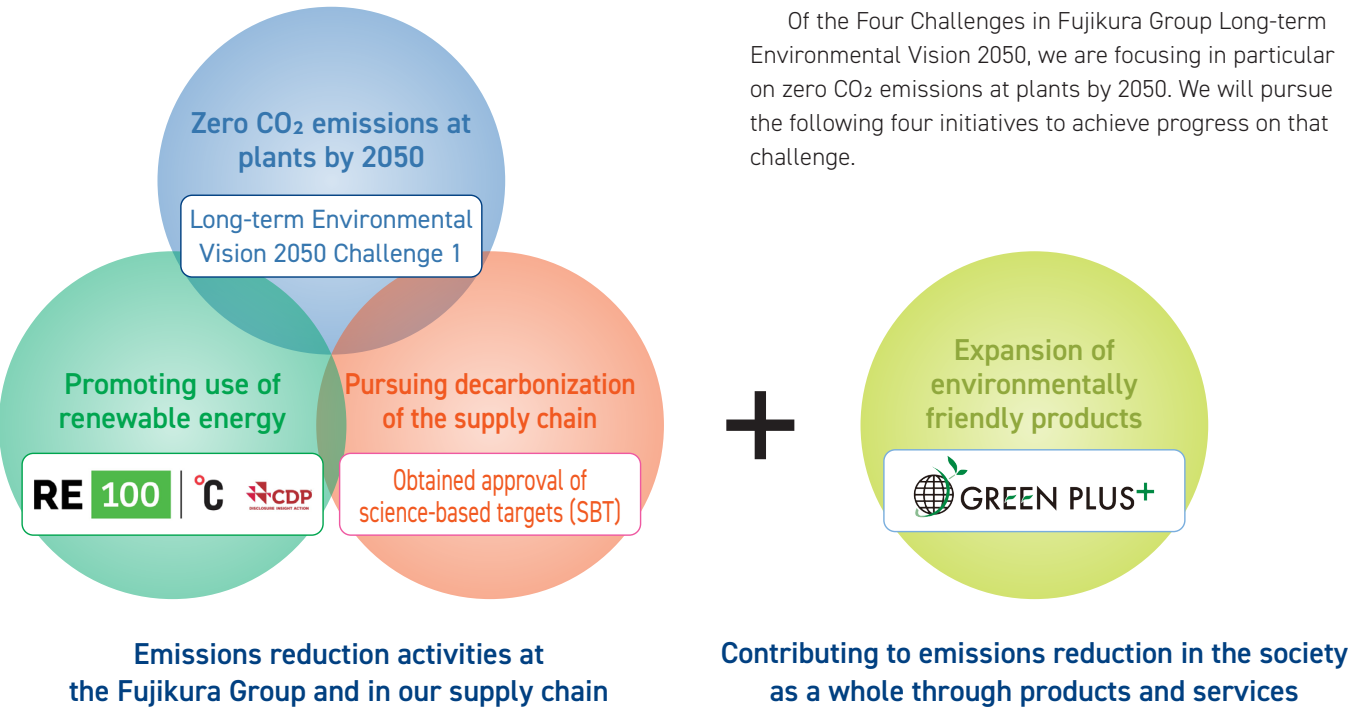 Of the Four Challenges in Fujikura Group Long-term
Environmental Vision 2050, we are focusing in particular
on zero CO₂ emissions at plants by 2050. We will pursue
the following four initiatives to achieve progress on that
challenge.
Zero CO₂ emissions at
plants by 2050
Long-term Environmental
Vision 2050 Challenge 1
Promoting use of
renewable energy
RE 100 °C CDP
DISCLOSURE INSIGHT ACTION
Pursuing decarbonization
of the supply chain
Obtained approval of
science-based targets (SBT)
+
Expansion of
environmentally
friendly products
GREEN PLUS+
Emissions reduction activities at
the Fujikura Group and in our supply chain
Contributing to emissions reduction in the society
as a whole through products and services